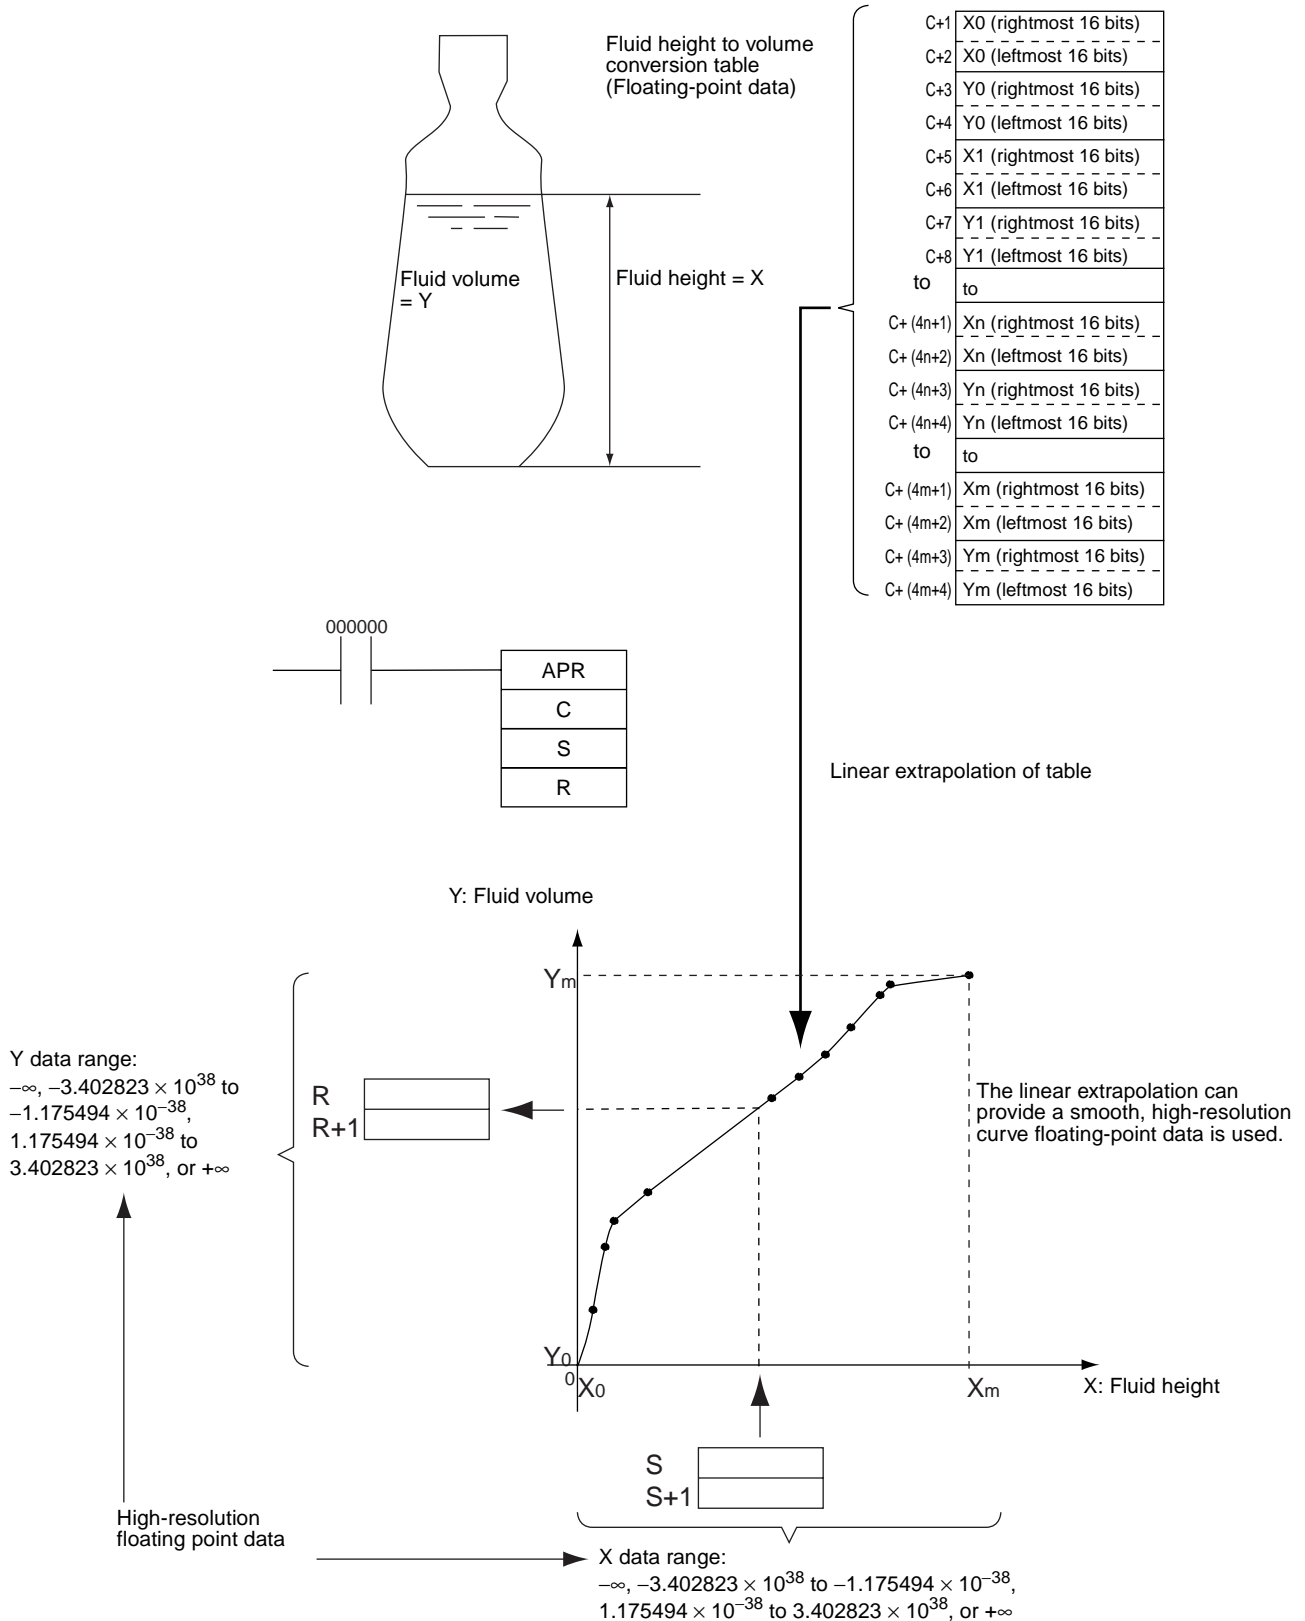 Fluid height to volume
conversion table
(Floating-point data)
C+1 X0 (rightmost 16 bits)
C+2 X0 (leftmost 16 bits)
C+3 Y0 (rightmost 16 bits)
C+4 Y0 (leftmost 16 bits)
C+5 X1 (rightmost 16 bits)
C+6 X1 (leftmost 16 bits)
C+7 Y1 (rightmost 16 bits)
C+8 Y1 (leftmost 16 bits)
to to
C+ (4n+1) Xn (rightmost 16 bits)
C+ (4n+2) Xn (leftmost 16 bits)
C+ (4n+3) Yn (rightmost 16 bits)
C+ (4n+4) Yn (leftmost 16 bits)
to to
C+ (4m+1) Xm (rightmost 16 bits)
C+ (4m+2) Xm (leftmost 16 bits)
C+ (4m+3) Ym (rightmost 16 bits)
C+ (4m+4) Ym (leftmost 16 bits)
Fluid volume
= Y
Fluid height = X
000000
APR
C
S
R
Linear extrapolation of table
Y: Fluid volume
Ym
Y data range:
−∞, −3.402823 × 10^38 to
−1.175494 × 10^−38,
1.175494 × 10^−38 to
3.402823 × 10^38, or +∞
R
R+1
The linear extrapolation can
provide a smooth, high-resolution
curve floating-point data is used.
Y0
0
X0
Xm
X: Fluid height
S
S+1
High-resolution
floating point data
X data range:
−∞, −3.402823 × 10^38 to −1.175494 × 10^−38,
1.175494 × 10^−38 to 3.402823 × 10^38, or +∞